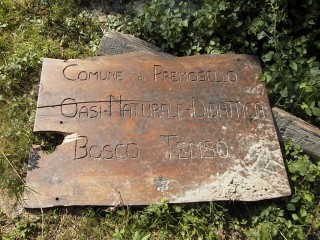 COMUNE DI PREMOSELLO
OASI NATURALE DIDATTICA
BOSCO TENSO